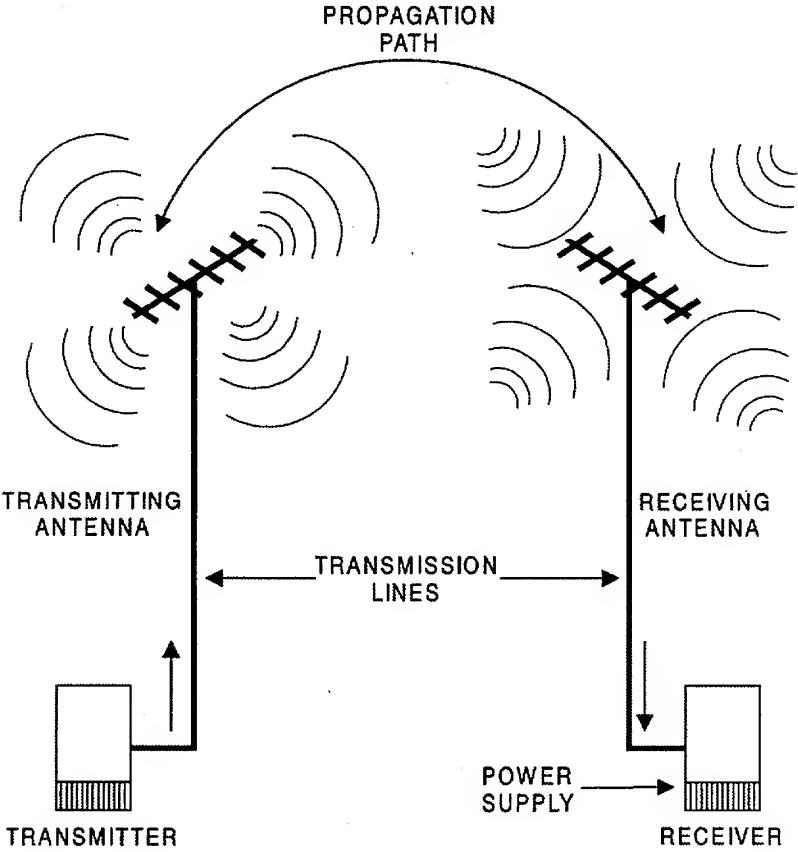 PROPAGATION
PATH
TRANSMITTING
ANTENNA
RECEIVING
ANTENNA
TRANSMISSION
LINES
POWER
SUPPLY
TRANSMITTER
RECEIVER